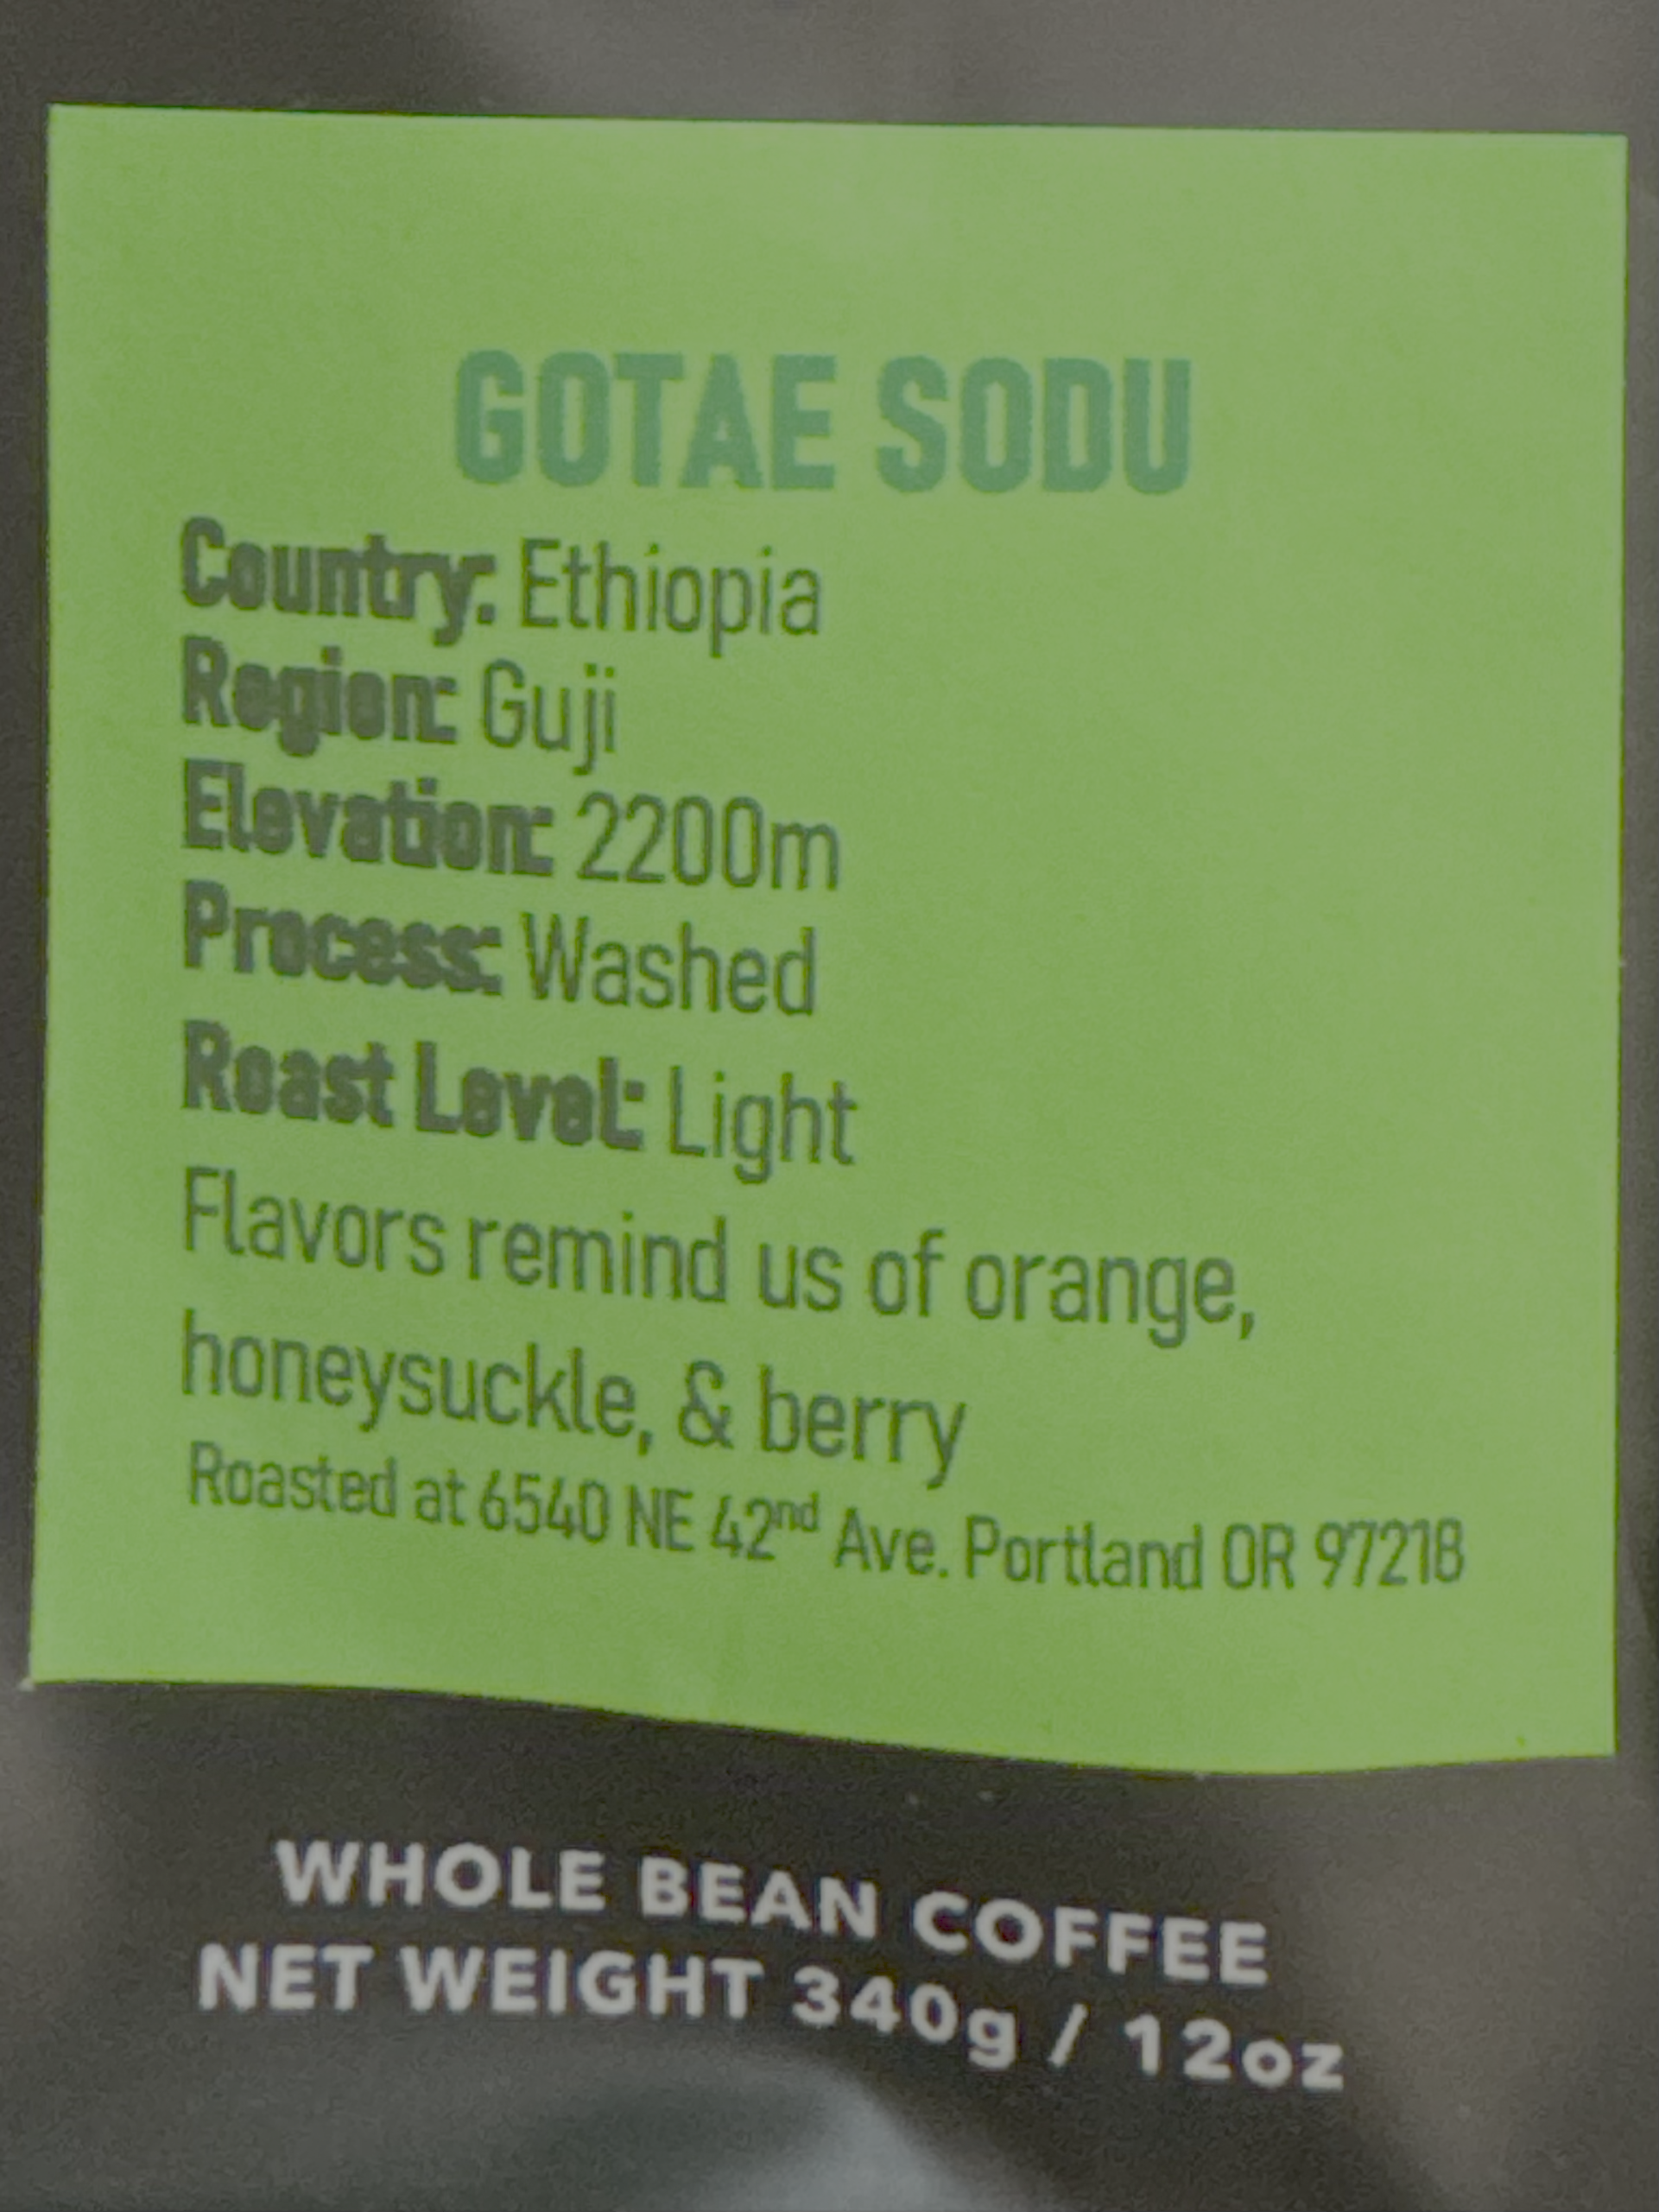 GOTAE SODU
Country: Ethiopia
Region: Guji
Elevation: 2200m
Process: Washed
Roast Level: Light
Flavors remind us of orange,
honeysuckle, & berry
Roasted at 6540 NE 42nd Ave. Portland OR 97218
WHOLE BEAN COFFEE
NET WEIGHT 340g / 12oz